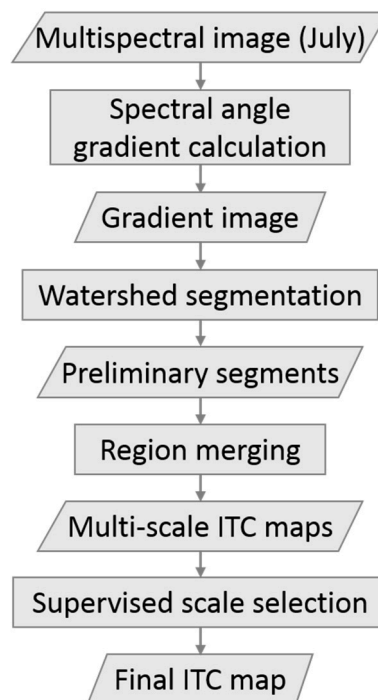 Multispectral image (July)
Spectral angle
gradient calculation
Gradient image
Watershed segmentation
Preliminary segments
Region merging
Multi-scale ITC maps
Supervised scale selection
Final ITC map